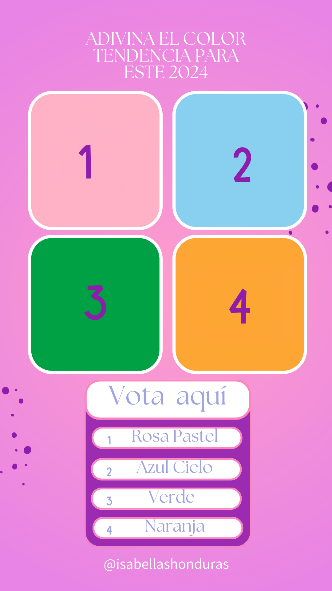 ADIVINA EL COLOR
TENDENCIA PARA
ESTE 2024
1
2
3
4
Vota aquí
1 Rosa Pastel
2 Azul Cielo
3 Verde
4 Naranja
@isabellashonduras